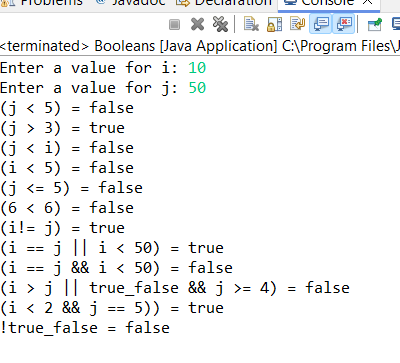 Problems Javadoc Declaration Console
<terminated> Booleans [Java Application] C:\Program Files\J
Enter a value for i: 10
Enter a value for j: 50
(j < 5) = false
(j > 3) = true
(j < i) = false
(i < 5) = false
(j <= 5) = false
(6 < 6) = false
(i!= j) = true
(i == j || i < 50) = true
(i == j && i < 50) = false
(i > j || true_false && j >= 4) = false
(i < 2 && j == 5)) = true
!true_false = false